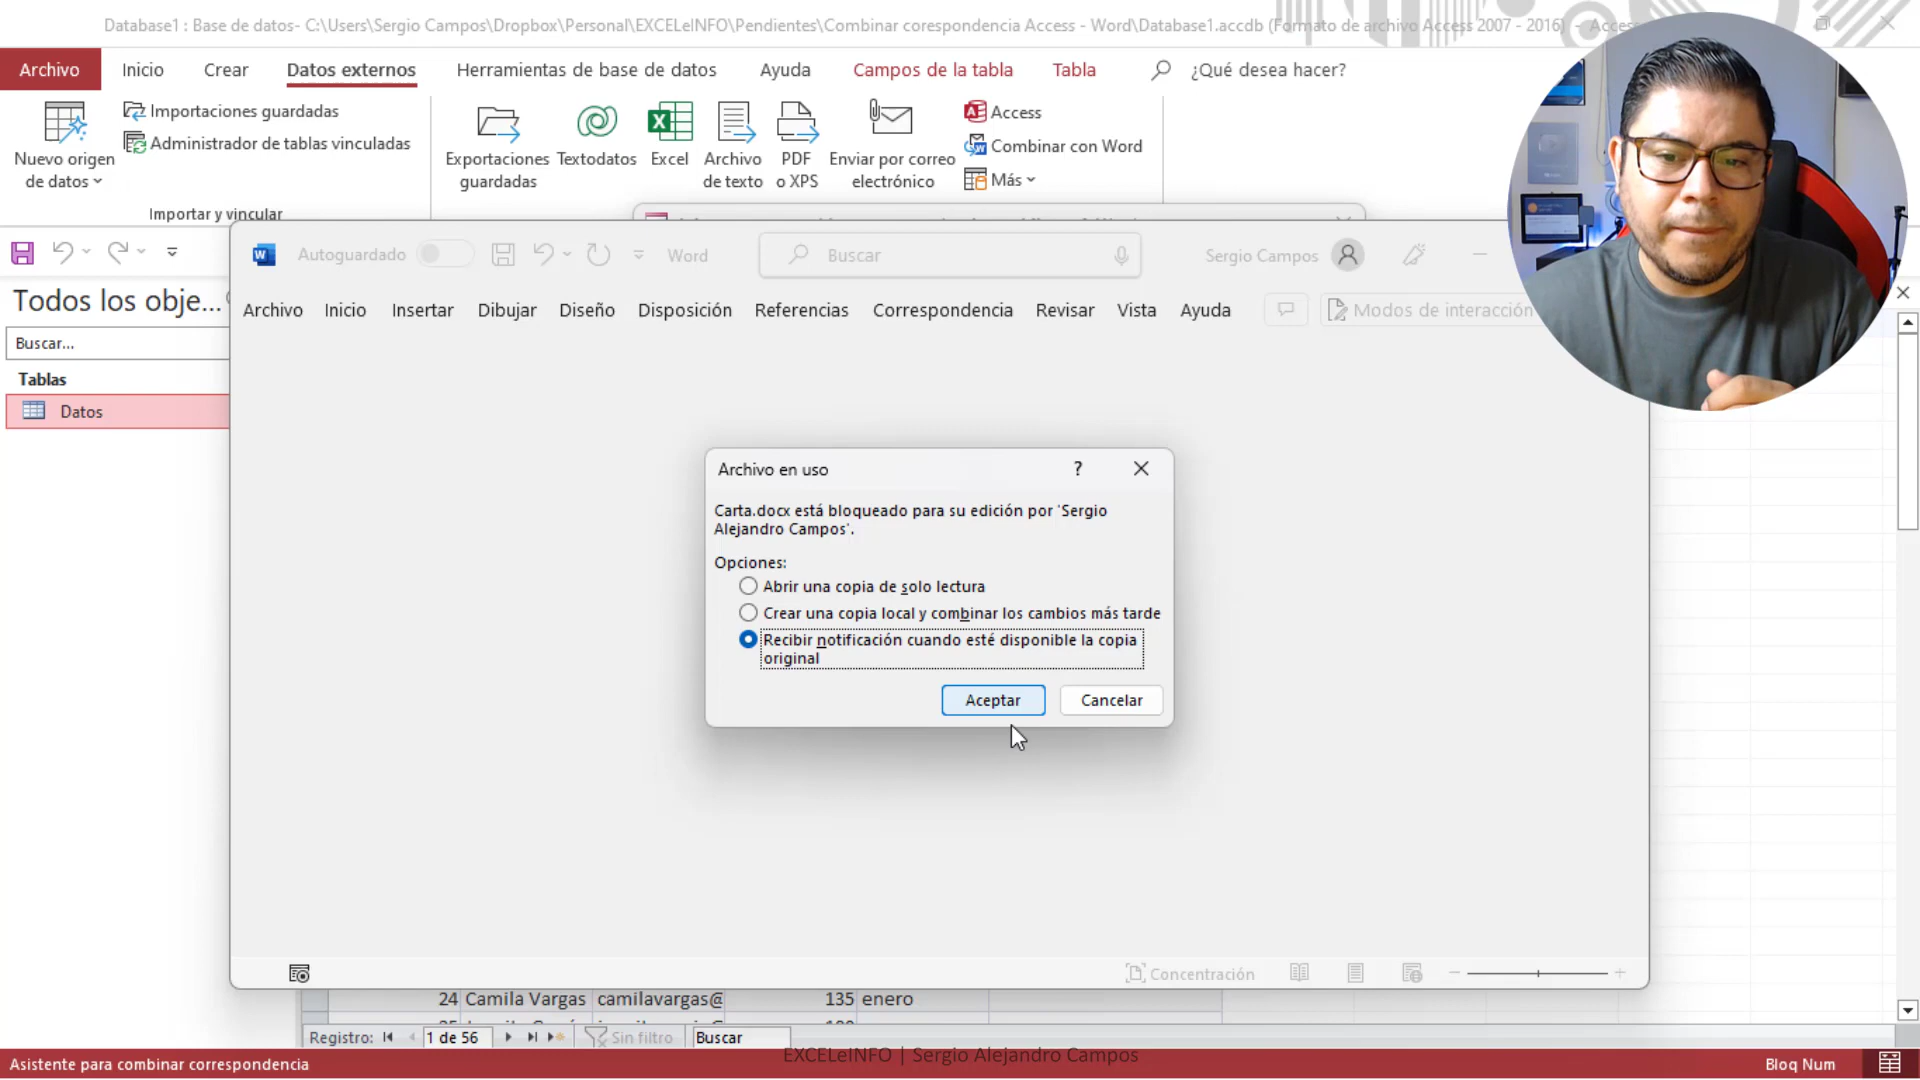 Database1 : Base de datos- C:\Users\Sergio Campos\Dropbox\Personal\EXCELeINFO\Pendientes\Combinar corespondencia Access - Word\Database1.accdb (Formato de archivo Access 2007 - 2016) - Acces
Archivo Inicio Crear Datos externos Herramientas de base de datos Ayuda Campos de la tabla Tabla ¿Qué desea hacer?
Nuevo origen
de datos
Importaciones guardadas
Administrador de tablas vinculadas
Importar y vincular
Exportaciones
guardadas
Textodatos
Excel
Archivo
de texto
PDF
o XPS
Enviar por correo
electrónico
Access
Combinar con Word
Más
Todos los obje...
Buscar...
Tablas
Datos
Autoguardado Word Buscar Sergio Campos
Archivo Inicio Insertar Dibujar Diseño Disposición Referencias Correspondencia Revisar Vista Ayuda Modos de interacción
Archivo en uso ?
Carta.docx está bloqueado para su edición por 'Sergio
Alejandro Campos'.
Opciones:
Abrir una copia de solo lectura
Crear una copia local y combinar los cambios más tarde
Recibir notificación cuando esté disponible la copia
original
Aceptar Cancelar
Concentración
24 Camila Vargas camilavargas@ 135 enero
Registro: 1 de 56 Sin filtro Buscar
EXCELeINFO | Sergio Alejandro Campos
Asistente para combinar correspondencia Bloq Num